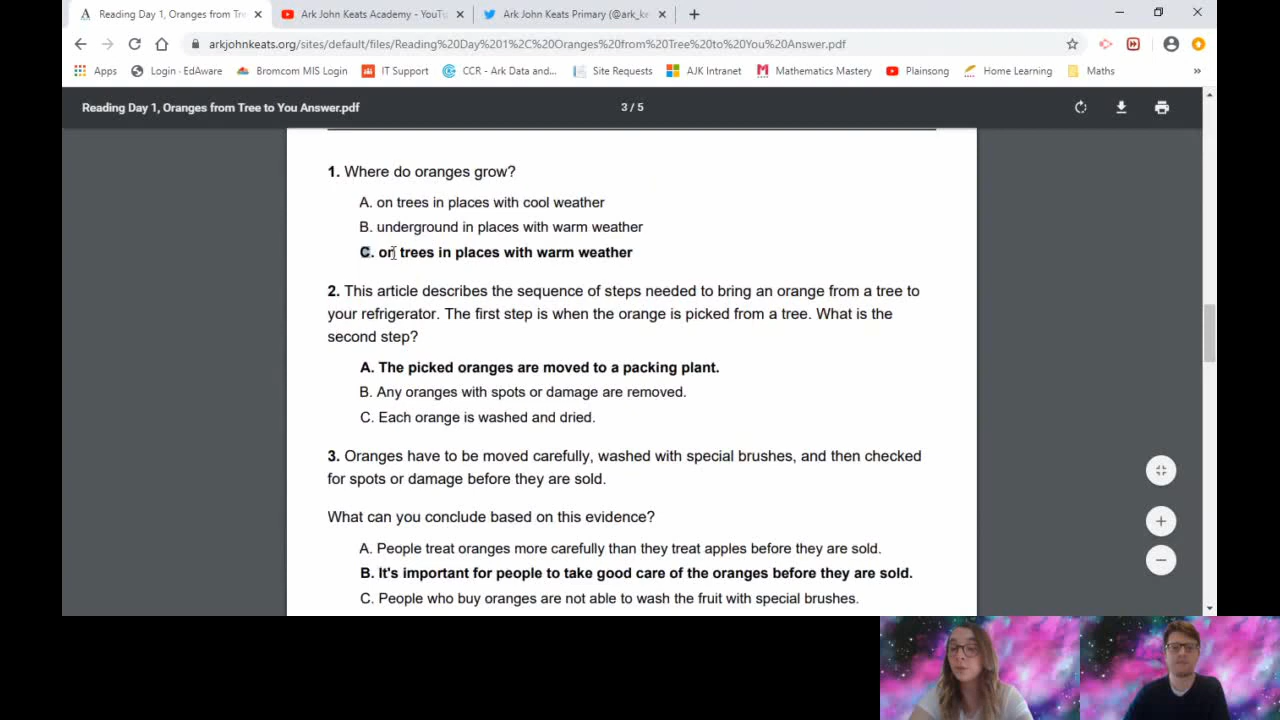 Reading Day 1, Oranges from Tre
Ark John Keats Academy - YouTu
Ark John Keats Primary (@ark_ke
arkjohnkeats.org/sites/default/files/Reading%20Day%201%2C%20Oranges%20from%20Tree%20to%20You%20Answer.pdf
Apps Login · EdAware Bromcom MIS Login IT Support CCR - Ark Data and... Site Requests AJK Intranet Mathematics Mastery Plainsong Home Learning Maths »
Reading Day 1, Oranges from Tree to You Answer.pdf 3 / 5
1. Where do oranges grow?
A. on trees in places with cool weather
B. underground in places with warm weather
C. on trees in places with warm weather
2. This article describes the sequence of steps needed to bring an orange from a tree to
your refrigerator. The first step is when the orange is picked from a tree. What is the
second step?
A. The picked oranges are moved to a packing plant.
B. Any oranges with spots or damage are removed.
C. Each orange is washed and dried.
3. Oranges have to be moved carefully, washed with special brushes, and then checked
for spots or damage before they are sold.
What can you conclude based on this evidence?
A. People treat oranges more carefully than they treat apples before they are sold.
B. It's important for people to take good care of the oranges before they are sold.
C. People who buy oranges are not able to wash the fruit with special brushes.